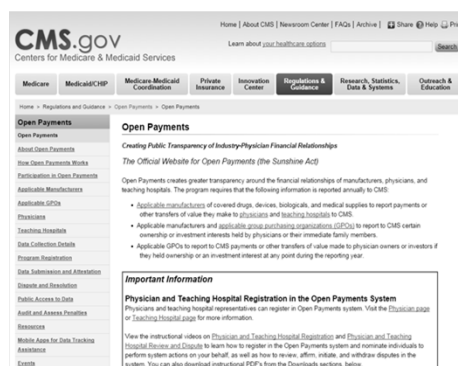 Home | About CMS | Newsroom Center | FAQs | Archive | Share Help
CMS.gov
Learn about your healthcare options
Search
Centers for Medicare & Medicaid Services
Medicare
Medicaid/CHIP
Medicare-Medicaid Coordination
Private Insurance
Innovation Center
Regulations & Guidance
Research, Statistics, Data & Systems
Outreach & Education
Home > Regulations and Guidance > Open Payments > Open Payments
Open Payments
Open Payments
About Open Payments
How Open Payments Works
Participation in Open Payments
Applicable Manufacturers
Applicable GPOs
Physicians
Teaching Hospitals
Data Collection Details
Program Registration
Data Submission and Attestation
Dispute and Resolution
Public Access to Data
Audit and Assess Penalties
Resources
Mobile Apps for Data Tracking
Assistance
Events
Open Payments
Creating Public Transparency of Industry-Physician Financial Relationships
The Official Website for Open Payments (the Sunshine Act)
Open Payments creates greater transparency around the financial relationships of manufacturers, physicians, and
teaching hospitals. The program requires that the following information is reported annually to CMS:
• Applicable manufacturers of covered drugs, devices, biologicals, and medical supplies to report payments or
other transfers of value they make to physicians and teaching hospitals to CMS.
• Applicable manufacturers and applicable group purchasing organizations (GPOs) to report to CMS certain
ownership or investment interests held by physicians or their immediate family members.
• Applicable GPOs to report to CMS payments or other transfers of value made to physician owners or investors if
they held ownership or an investment interest at any point during the reporting year.
Important Information
Physician and Teaching Hospital Registration in the Open Payments System
Physicians and teaching hospital representatives can register in Open Payments system. Visit the Physician page
or Teaching Hospital page for more information.
View the instructional videos on Physician and Teaching Hospital Registration and Physician and Teaching
Hospital Review and Dispute to learn how to register in the Open Payments system and nominate individuals to
perform system actions on your behalf, as well as how to review, affirm, initiate, and withdraw disputes in the
system. You can also download instructional PDF's from the Downloads sections, below.